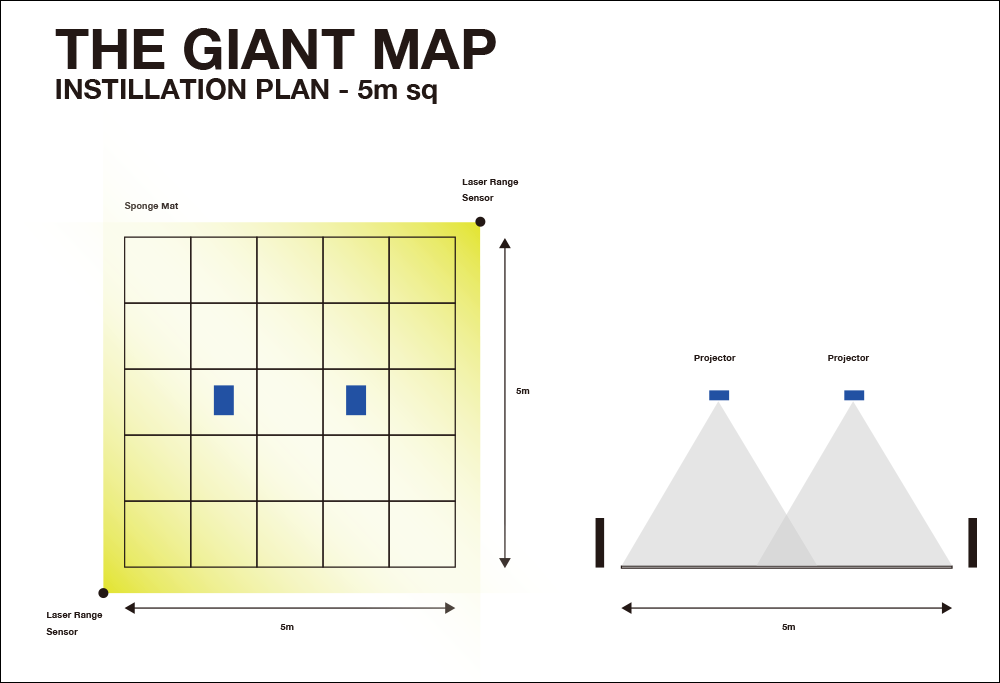 THE GIANT MAP
INSTILLATION PLAN - 5m sq
Laser Range
Sensor
Sponge Mat
5m
Laser Range
Sensor
5m
Projector
Projector
5m